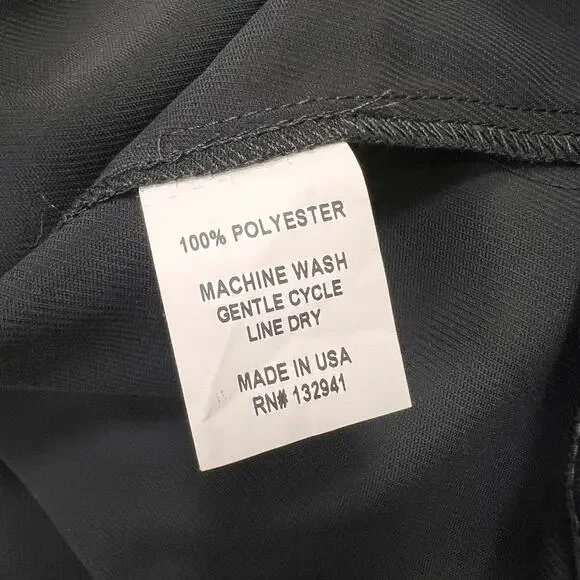 100% POLYESTER
MACHINE WASH
GENTLE CYCLE
LINE DRY
MADE IN USA
RN# 132941